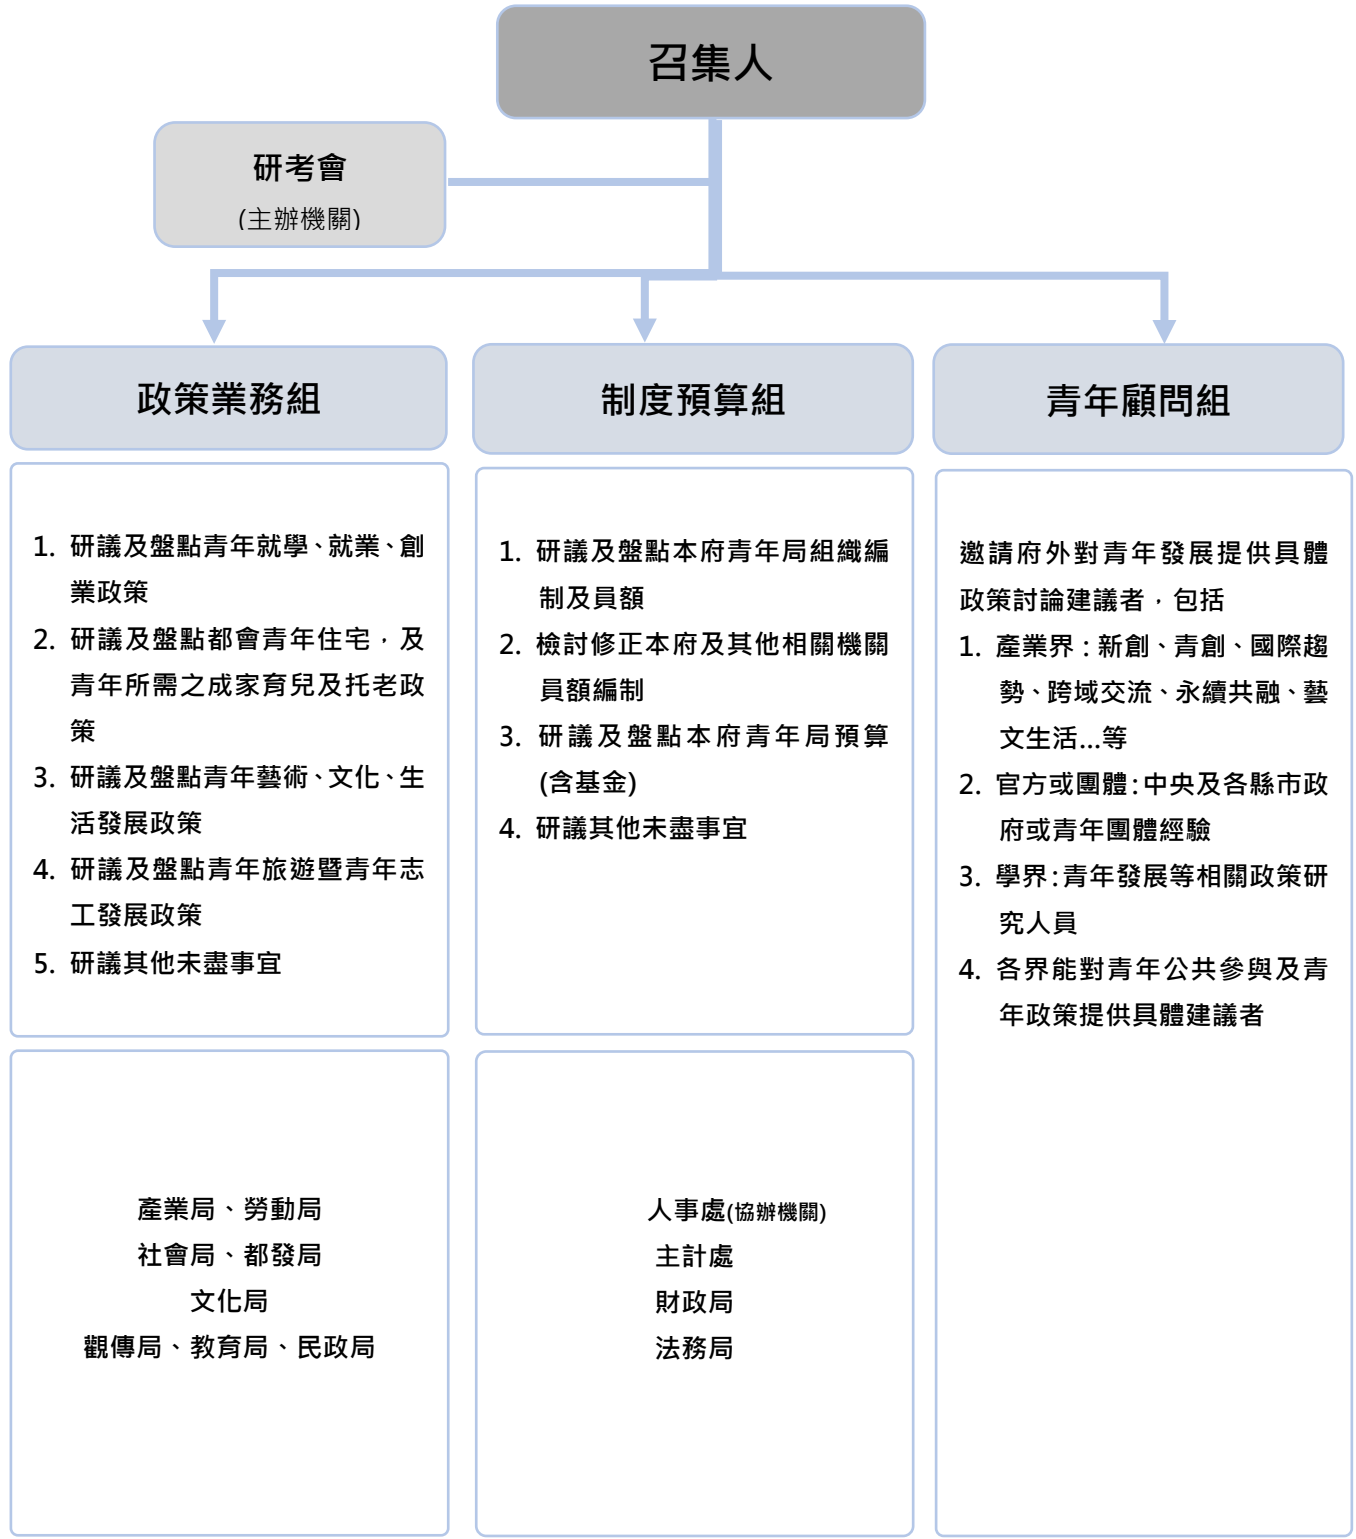 召集人
研考會
(主辦機關)
政策業務組
1. 研議及盤點青年就學、就業、創
業政策
2. 研議及盤點都會青年住宅，及
青年所需之成家育兒及托老政
策
3. 研議及盤點青年藝術、文化、生
活發展政策
4. 研議及盤點青年旅遊暨青年志
工發展政策
5. 研議其他未盡事宜
產業局、勞動局
社會局、都發局
文化局
觀傳局、教育局、民政局
制度預算組
1. 研議及盤點本府青年局組織編
制及員額
2. 檢討修正本府及其他相關機關
員額編制
3. 研議及盤點本府青年局預算
(含基金)
4. 研議其他未盡事宜
人事處(協辦機關)
主計處
財政局
法務局
青年顧問組
邀請府外對青年發展提供具體
政策討論建議者，包括
1. 產業界：新創、青創、國際趨
勢、跨域交流、永續共融、藝
文生活...等
2. 官方或團體：中央及各縣市政
府或青年團體經驗
3. 學界：青年發展等相關政策研
究人員
4. 各界能對青年公共參與及青
年政策提供具體建議者